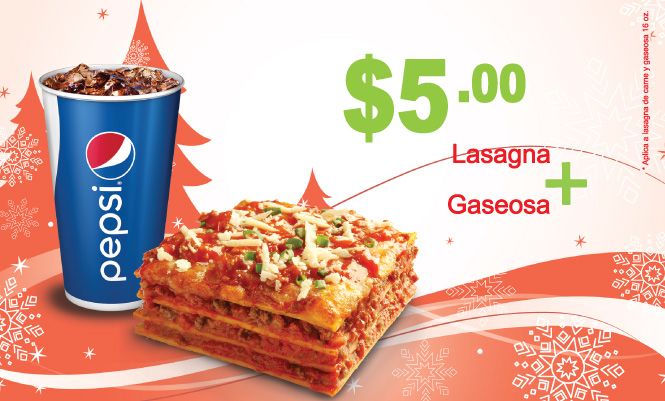 $5.00
Lasagna
+
Gaseosa
* Aplica a lasagna de carne y gaseosa 16 oz.
pepsi